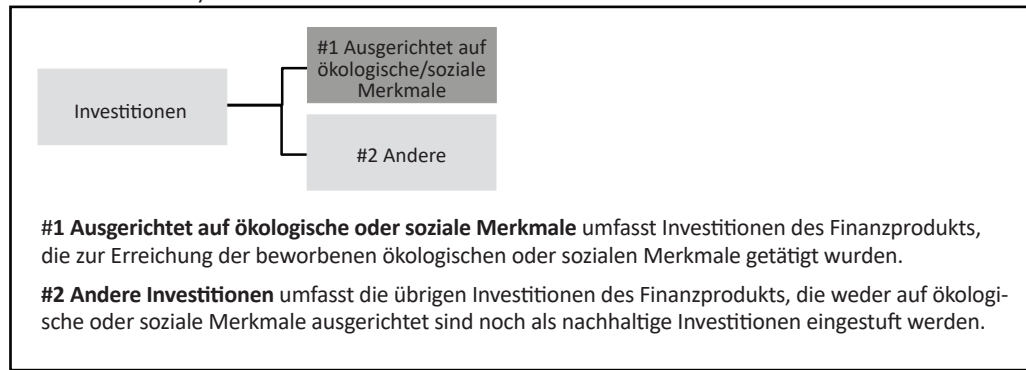 #1 Ausgerichtet auf
ökologische/soziale
Merkmale
Investitionen
#2 Andere
#1 Ausgerichtet auf ökologische oder soziale Merkmale umfasst Investitionen des Finanzprodukts,
die zur Erreichung der beworbenen ökologischen oder sozialen Merkmale getätigt wurden.
#2 Andere Investitionen umfasst die übrigen Investitionen des Finanzprodukts, die weder auf ökologi-
sche oder soziale Merkmale ausgerichtet sind noch als nachhaltige Investitionen eingestuft werden.